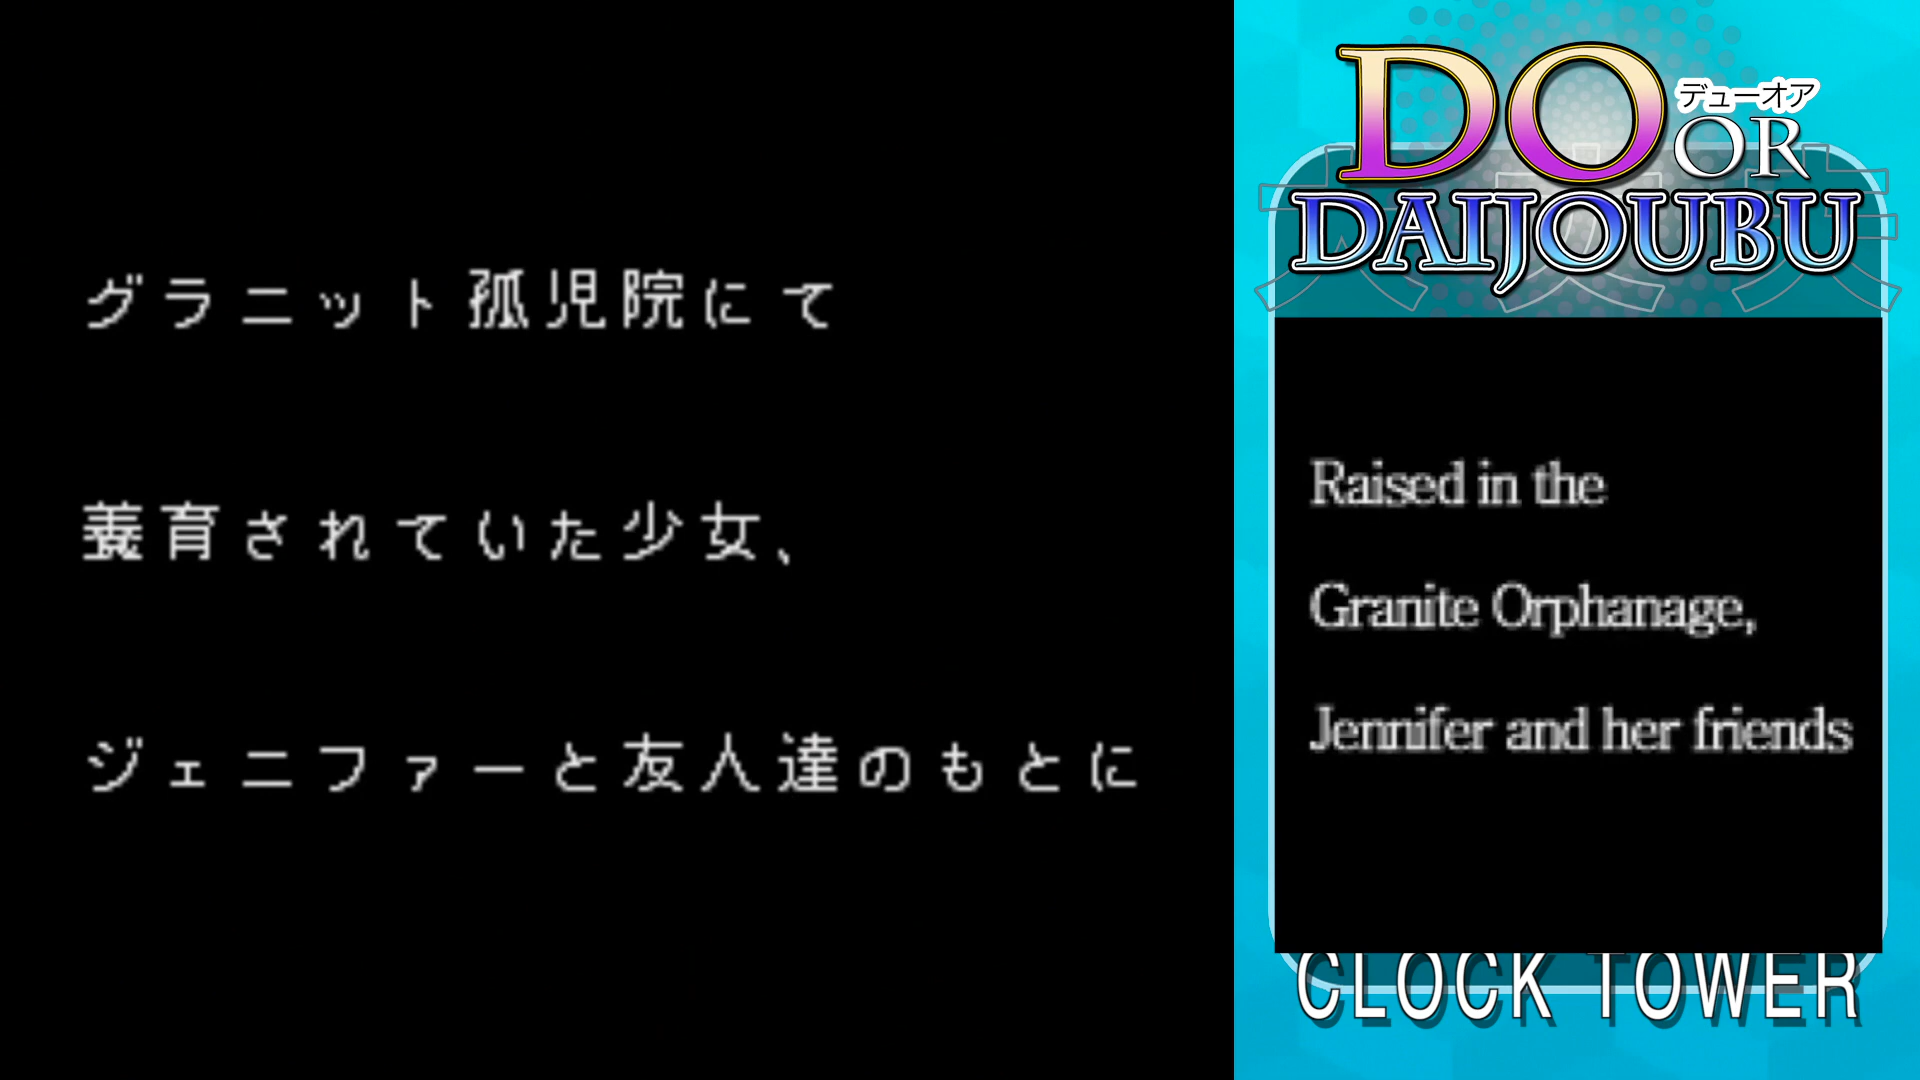 グラニット孤児院にて
養育されていた少女、
ジェニファーと友人達のもとに
DO
デューオア
OR
DAIJOUBU
Raised in the
Granite Orphanage,
Jennifer and her friends
CLOCK TOWER